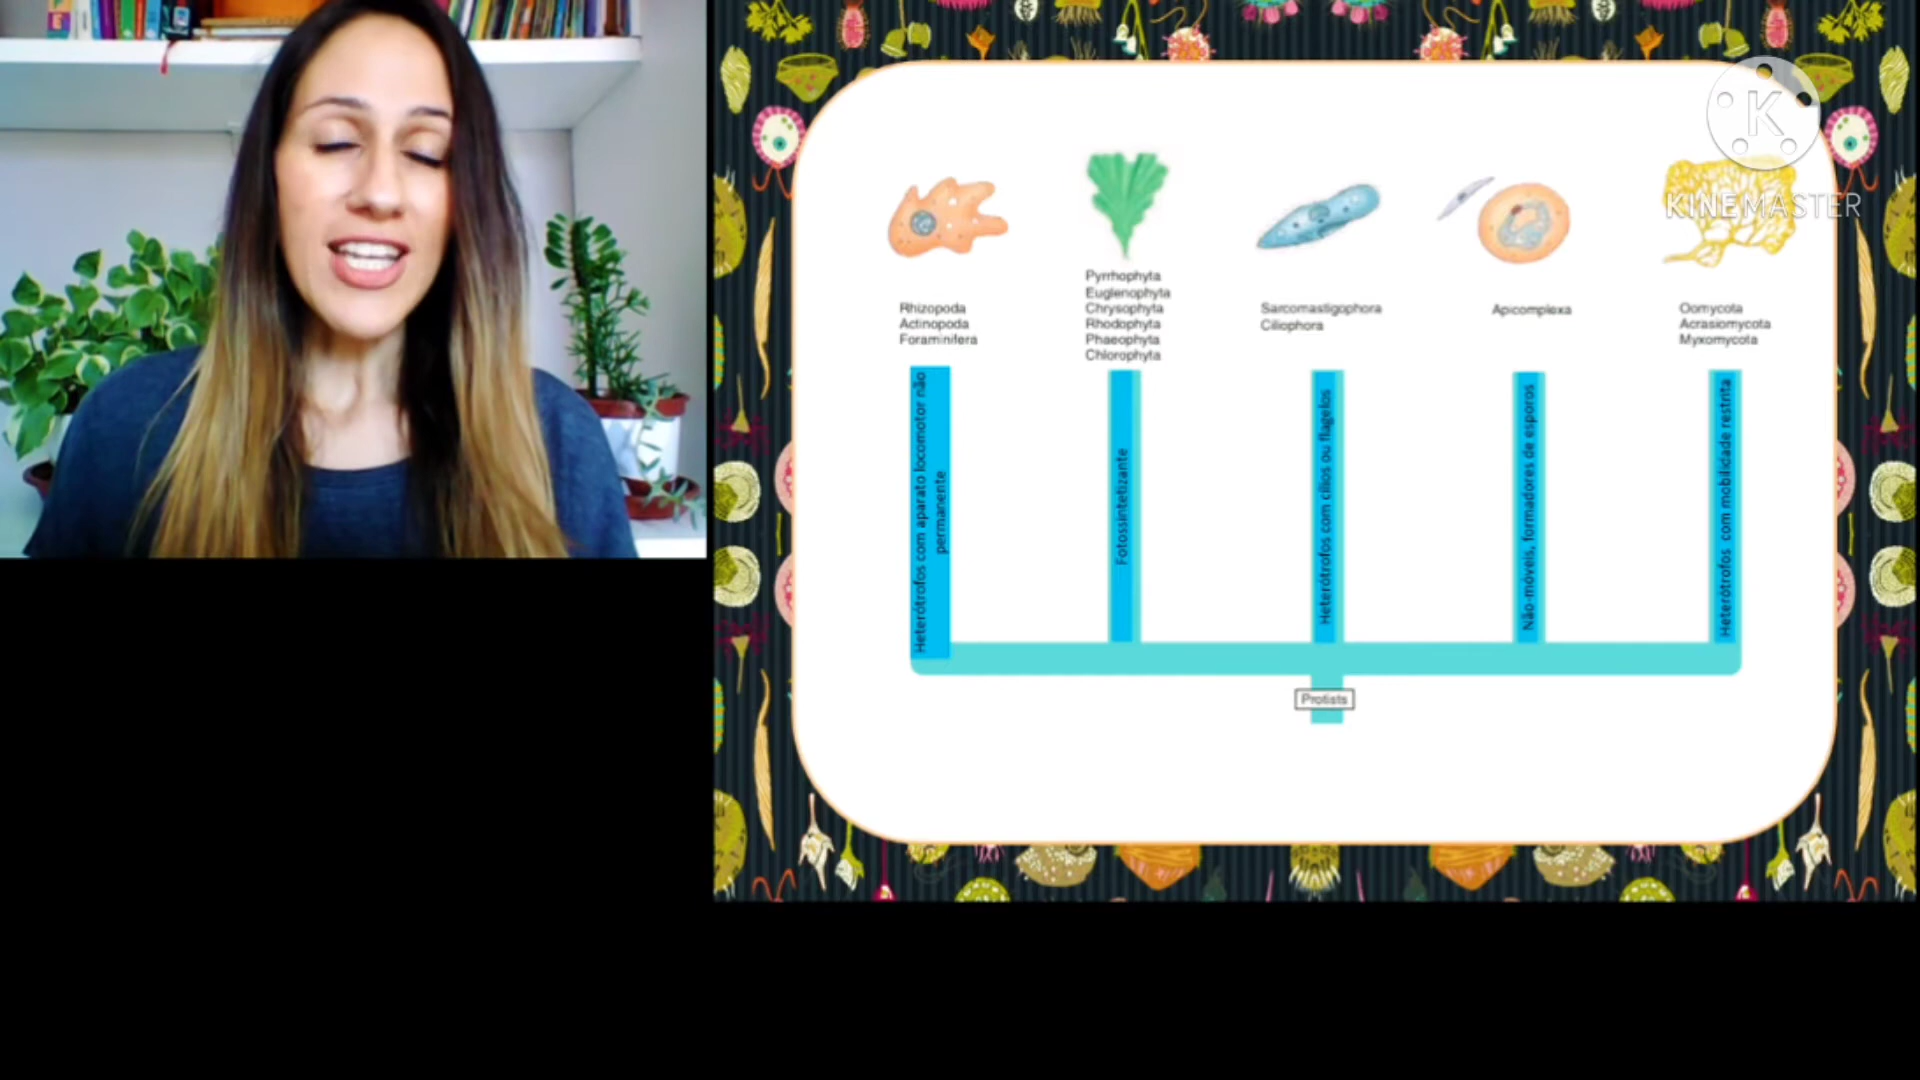 K
KINEMASTER
Rhizopoda
Actinopoda
Foraminifera
Pyrrhophyta
Euglenophyta
Chrysophyta
Rhodophyta
Phaeophyta
Chlorophyta
Sarcomastigophora
Ciliophora
Apicomplexa
Oomycota
Acrasiomycota
Myxomycota
Heterótrofos com aparato locomotor não
permanente
Fotossintetizante
Heterótrofos com cílios ou flagelos
Não-móveis, formadores de esporos
Heterótrofos com mobilidade restrita
Protists